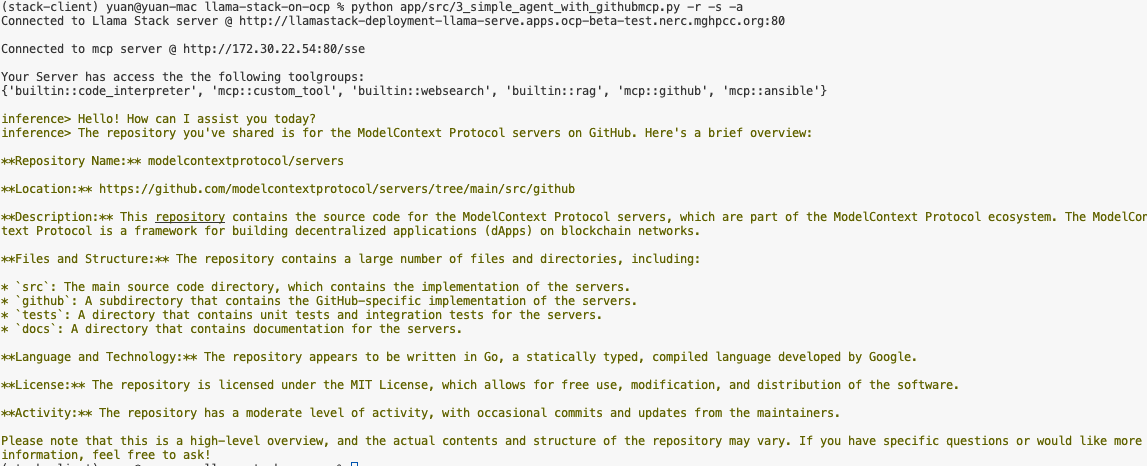 (stack-client) yuan@yuan-mac llama-stack-on-ocp % python app/src/3_simple_agent_with_githubmcp.py -r -s -a
Connected to Llama Stack server @ http://llamastack-deployment-llama-serve.apps.ocp-beta-test.nerc.mghpcc.org:80
Connected to mcp server @ http://172.30.22.54:80/sse
Your Server has access the the following toolgroups:
{'builtin::code_interpreter', 'mcp::custom_tool', 'builtin::websearch', 'builtin::rag', 'mcp::github', 'mcp::ansible'}
inference> Hello! How can I assist you today?
inference> The repository you've shared is for the ModelContext Protocol servers on GitHub. Here's a brief overview:
**Repository Name:** modelcontextprotocol/servers
**Location:** https://github.com/modelcontextprotocol/servers/tree/main/src/github
**Description:** This repository contains the source code for the ModelContext Protocol servers, which are part of the ModelContext Protocol ecosystem. The ModelCon
text Protocol is a framework for building decentralized applications (dApps) on blockchain networks.
**Files and Structure:** The repository contains a large number of files and directories, including:
* `src`: The main source code directory, which contains the implementation of the servers.
* `github`: A subdirectory that contains the GitHub-specific implementation of the servers.
* `tests`: A directory that contains unit tests and integration tests for the servers.
* `docs`: A directory that contains documentation for the servers.
**Language and Technology:** The repository appears to be written in Go, a statically typed, compiled language developed by Google.
**License:** The repository is licensed under the MIT License, which allows for free use, modification, and distribution of the software.
**Activity:** The repository has a moderate level of activity, with occasional commits and updates from the maintainers.
Please note that this is a high-level overview, and the actual contents and structure of the repository may vary. If you have specific questions or would like more
information, feel free to ask!